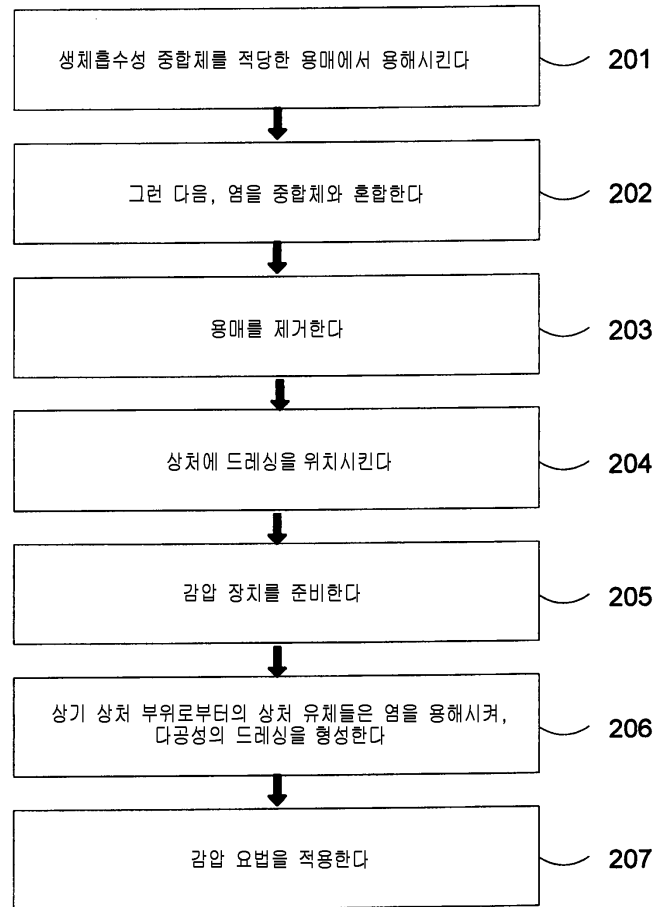 생체흡수성 중합체를 적당한 용매에서 용해시킨다
201
그런 다음, 염을 중합체와 혼합한다
202
용매를 제거한다
203
상처에 드레싱을 위치시킨다
204
감압 장치를 준비한다
205
상기 상처 부위로부터의 상처 유체들은 염을 용해시켜,
다공성의 드레싱을 형성한다
206
감압 요법을 적용한다
207